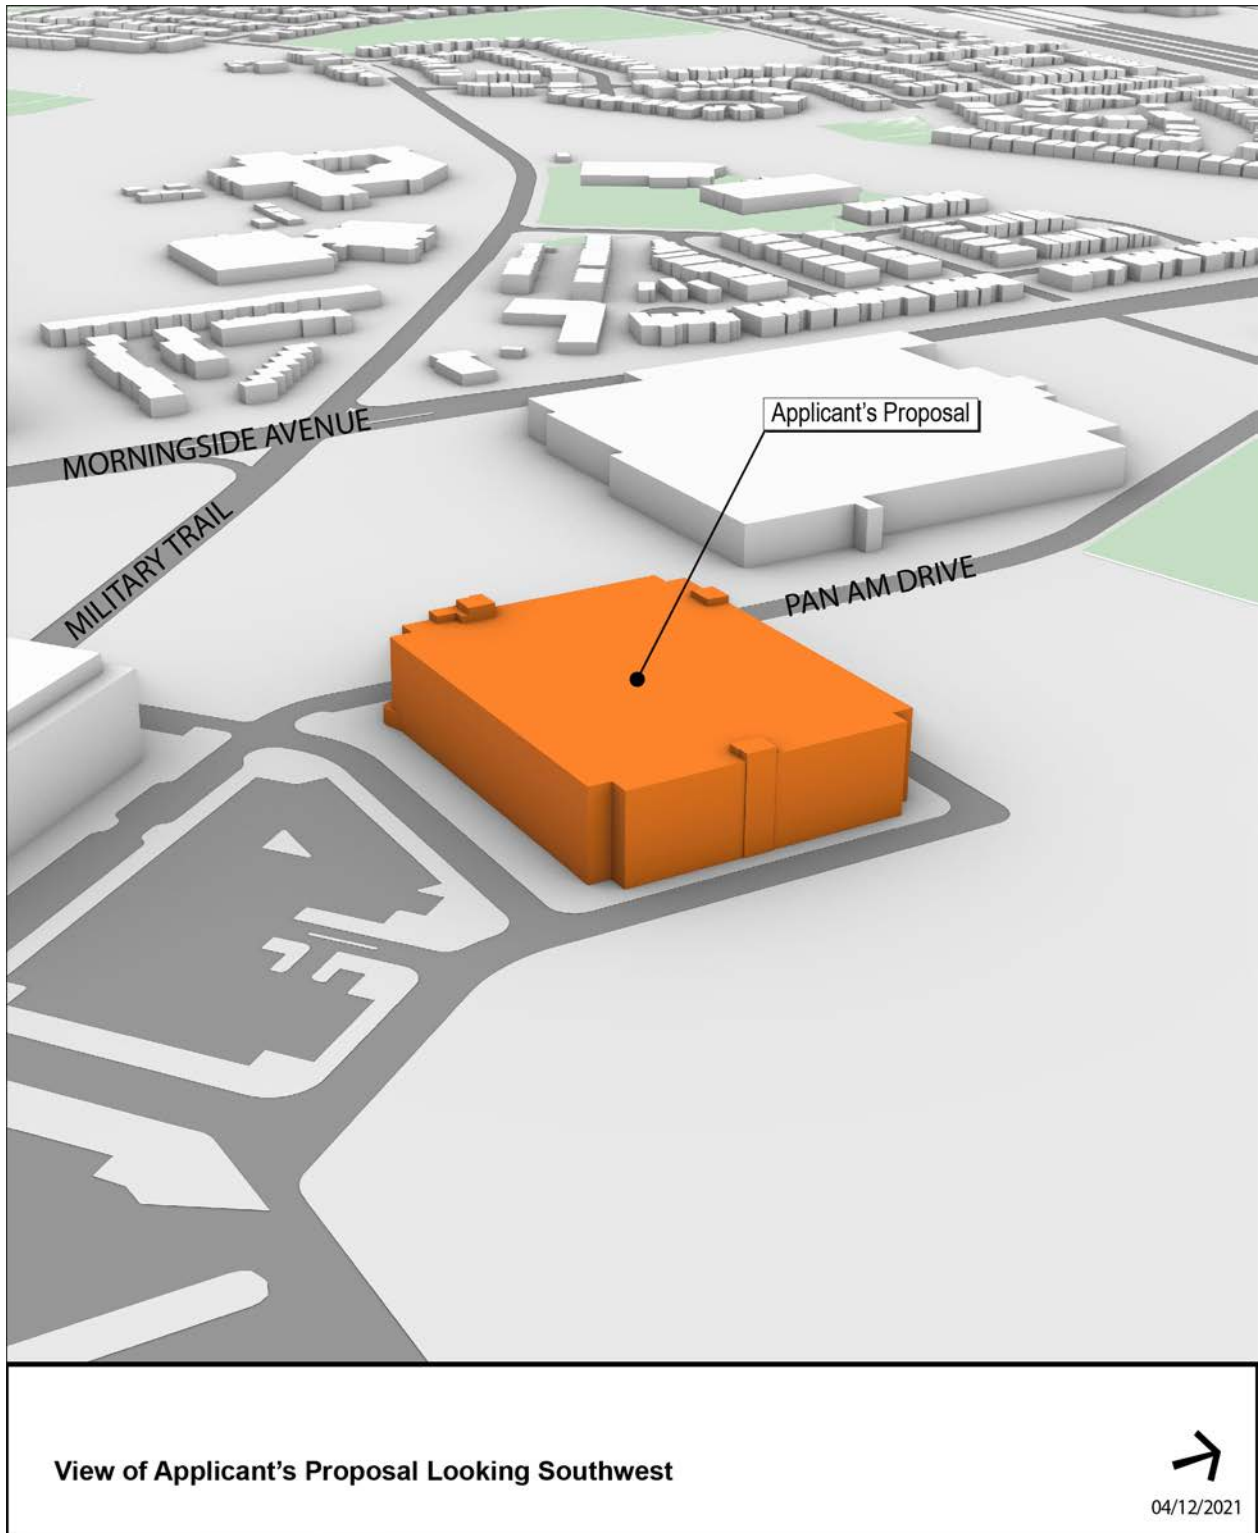 Applicant's Proposal
MORNINGSIDE AVENUE
MILITARY TRAIL
PAN AM DRIVE
View of Applicant's Proposal Looking Southwest
04/12/2021